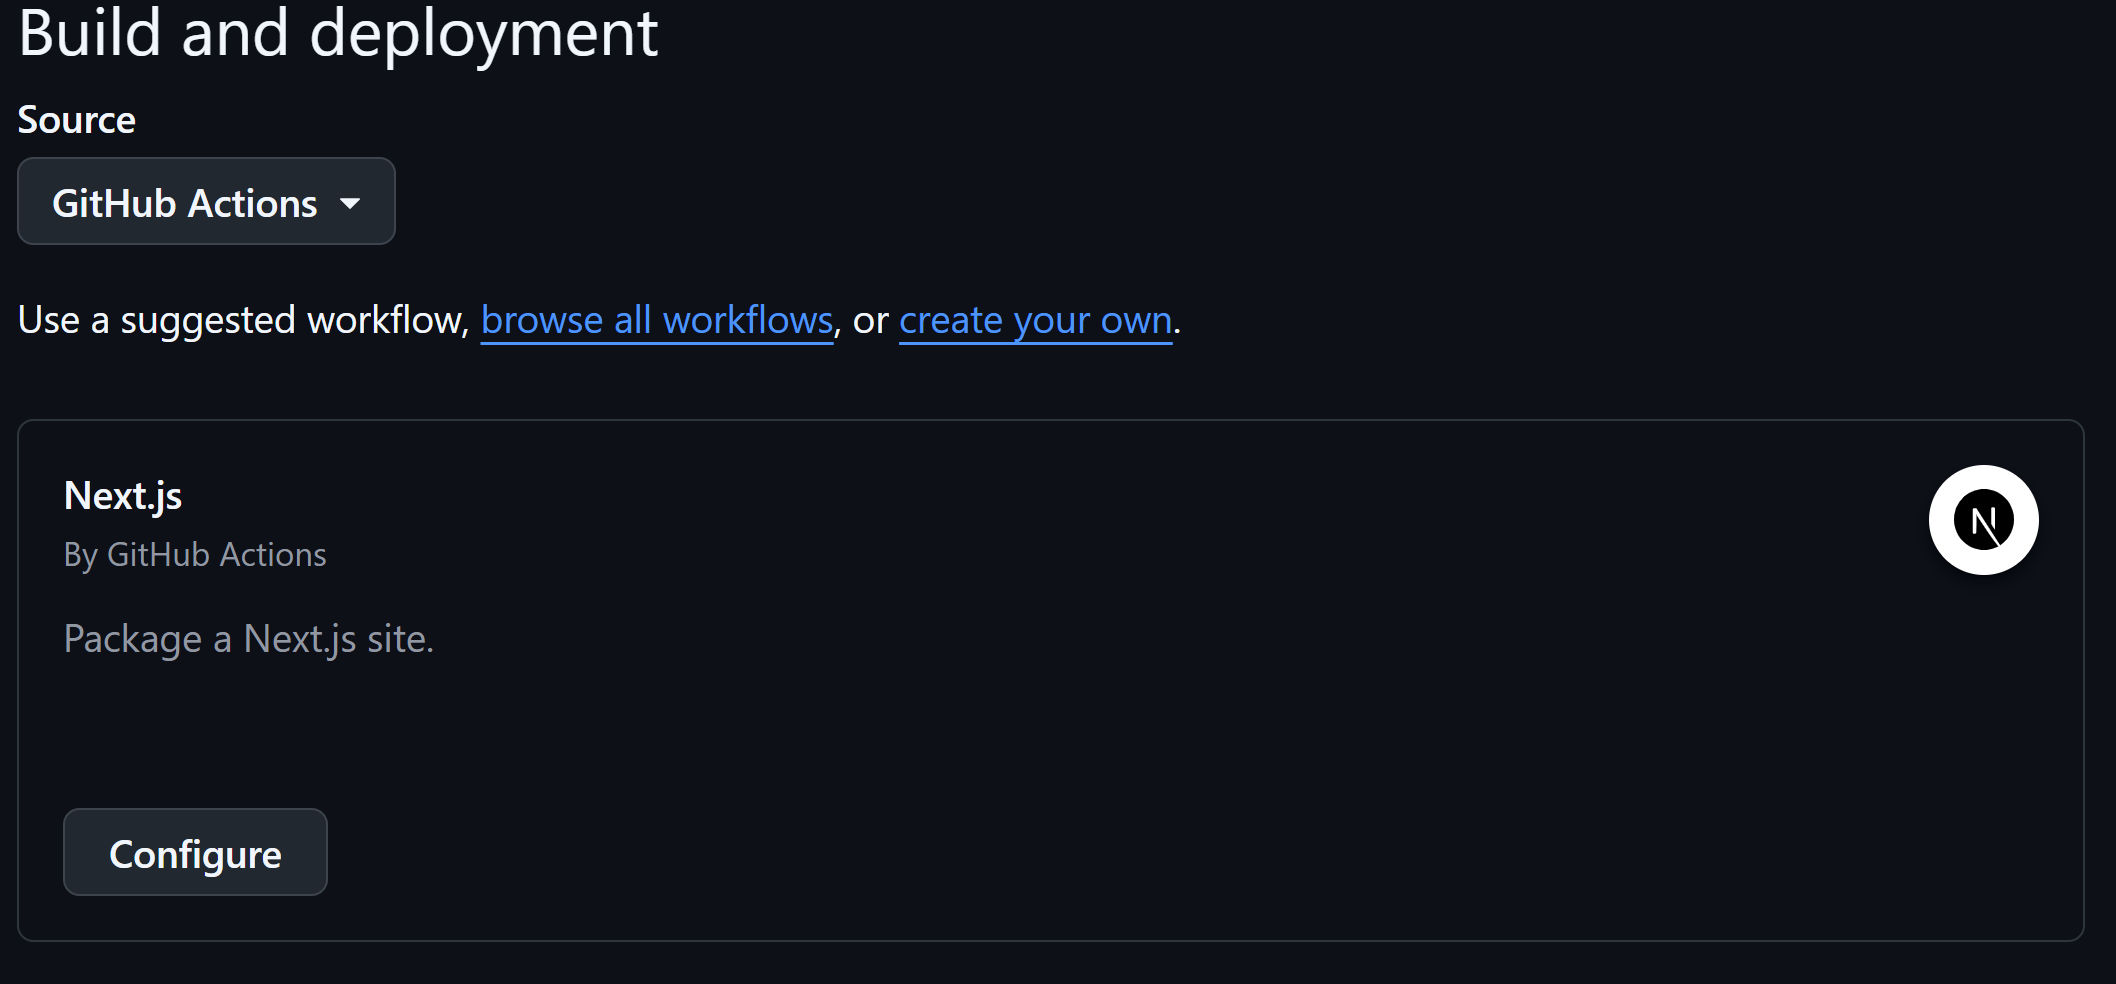 Build and deployment
Source
GitHub Actions
Use a suggested workflow, browse all workflows, or create your own.
Next.js
N
By GitHub Actions
Package a Next.js site.
Configure